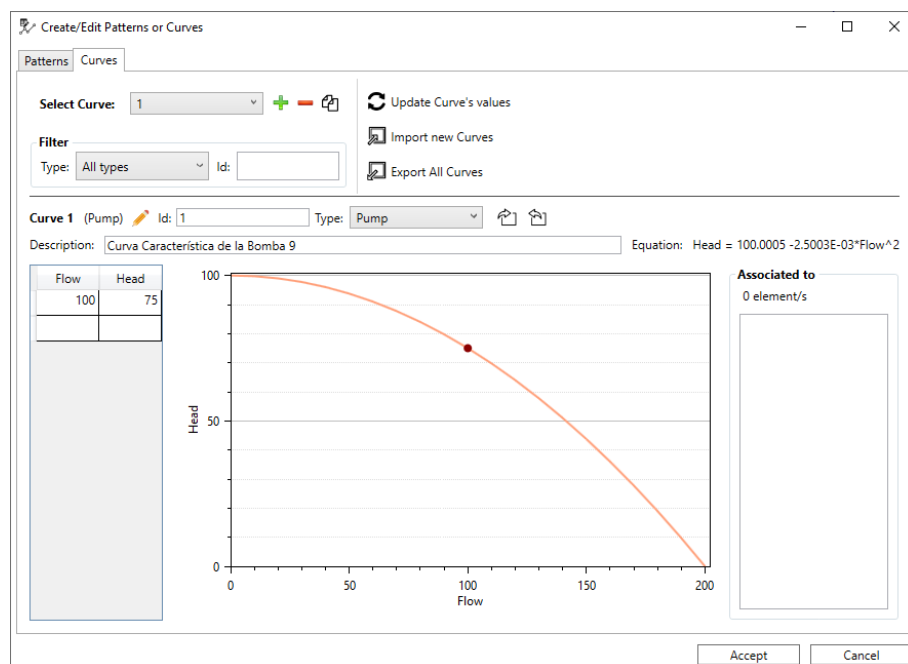 Create/Edit Patterns or Curves
Patterns Curves
Select Curve: 1
Update Curve's values
Import new Curves
Export All Curves
Filter
Type: All types Id:
Curve 1 (Pump) Id: 1 Type: Pump
Description: Curva Característica de la Bomba 9 Equation: Head = 100.0005 -2.5003E-03*Flow^2
Flow Head
100 75
100
50
0
Head
0 50 100 150 200
Flow
Associated to
0 element/s
Accept Cancel